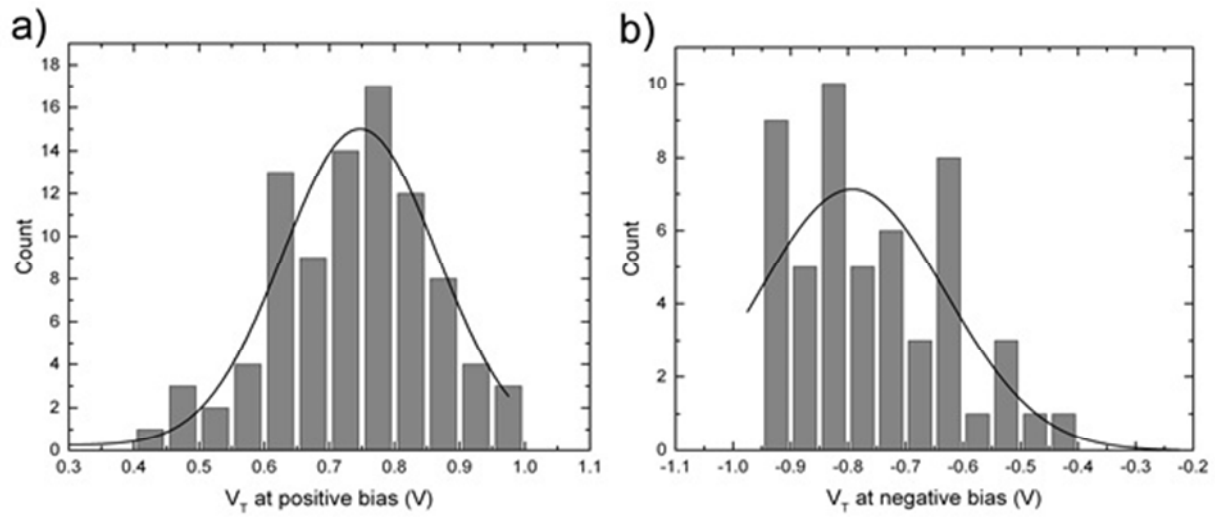 a)
18
16
14
12
10
8
6
4
2
0
Count
0.3 0.4 0.5 0.6 0.7 0.8 0.9 1.0 1.1
V_T at positive bias (V)
b)
10
8
6
4
2
0
Count
-1.1 -1.0 -0.9 -0.8 -0.7 -0.6 -0.5 -0.4 -0.3 -0.2
V_T at negative bias (V)